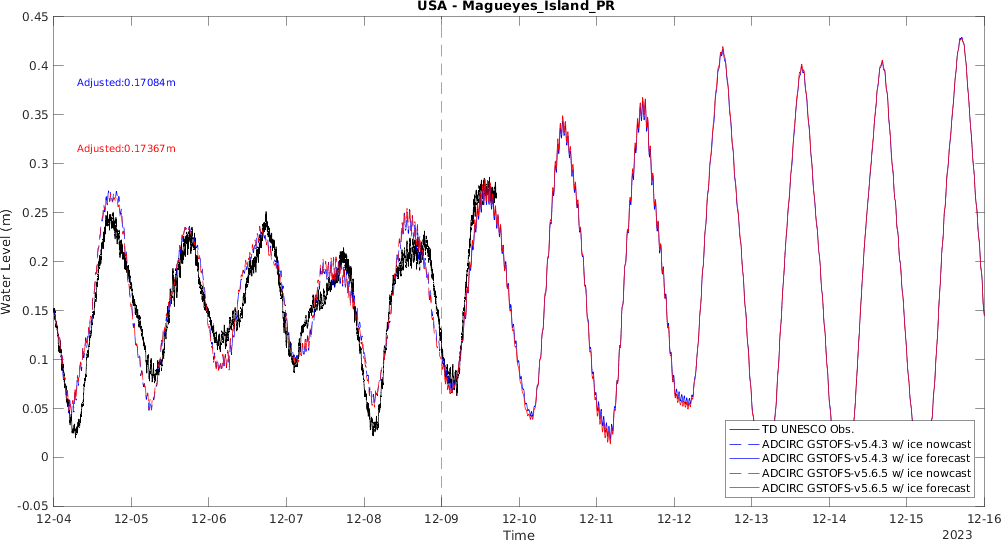 USA - Magueyes_Island_PR
0.45
0.4
0.35
0.3
0.25
0.2
0.15
0.1
0.05
0
-0.05
Water Level (m)
Adjusted:0.17084m
Adjusted:0.17367m
TD UNESCO Obs.
ADCIRC GSTOFS-v5.4.3 w/ ice nowcast
ADCIRC GSTOFS-v5.4.3 w/ ice forecast
ADCIRC GSTOFS-v5.6.5 w/ ice nowcast
ADCIRC GSTOFS-v5.6.5 w/ ice forecast
12-04 12-05 12-06 12-07 12-08 12-09 12-10 12-11 12-12 12-13 12-14 12-15 12-16
Time
2023